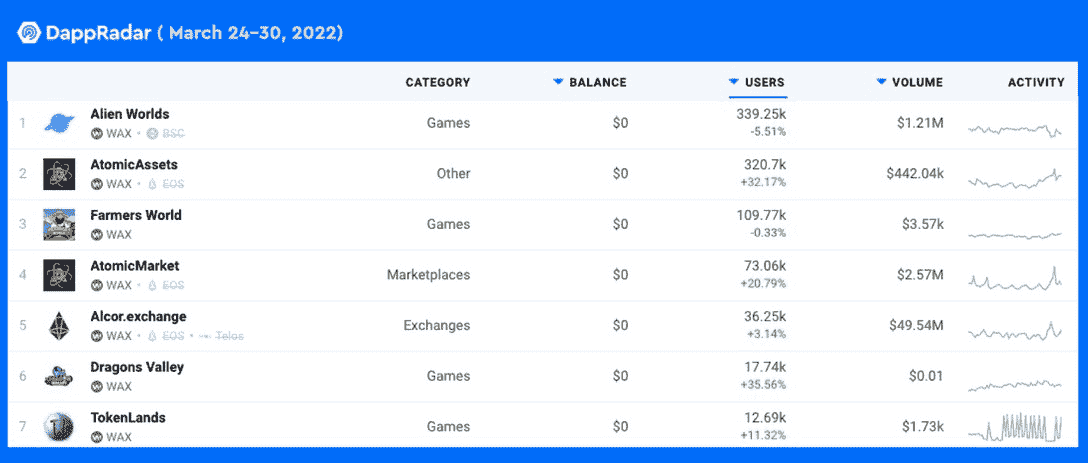 DappRadar ( March 24-30, 2022)
CATEGORY BALANCE USERS VOLUME ACTIVITY
1 Alien Worlds Games $0 339.25k $1.21M
WAX • BSC -5.51%
2 AtomicAssets Other $0 320.7k $442.04k
WAX • EOS +32.17%
3 Farmers World Games $0 109.77k $3.57k
WAX -0.33%
4 AtomicMarket Marketplaces $0 73.06k $2.57M
WAX • EOS +20.79%
5 Alcor.exchange Exchanges $0 36.25k $49.54M
WAX • EOS • Telos +3.14%
6 Dragons Valley Games $0 17.74k $0.01
WAX +35.56%
7 TokenLands Games $0 12.69k $1.73k
WAX +11.32%